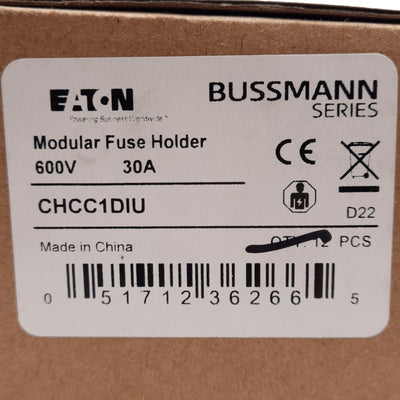 EATON
Powering Business Worldwide
BUSSMANN
SERIES
Modular Fuse Holder
600V 30A
CE
CHCC1DIU
D22
Made in China
QTY: 12 PCS
0 51712 36266 5